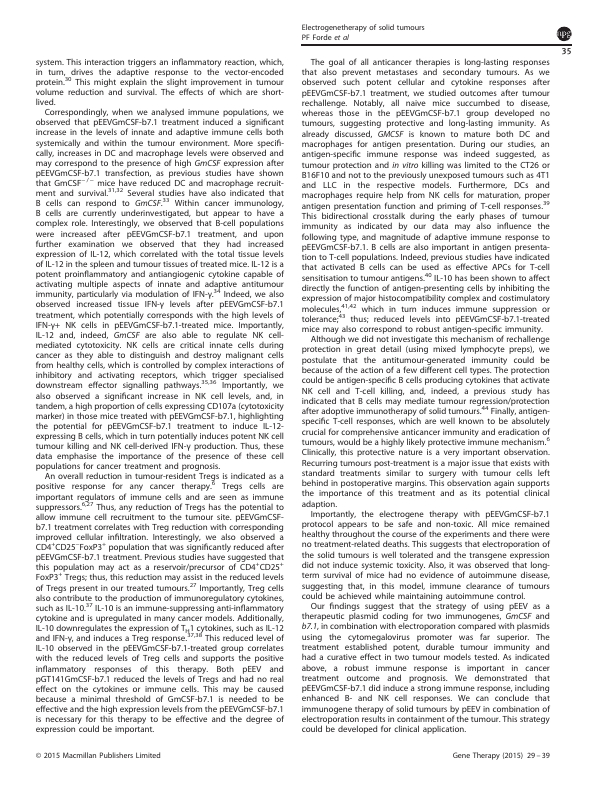 Electrogenetherapy of solid tumours
PF Forde et al
npg
35
system. This interaction triggers an inflammatory reaction, which,
in turn, drives the adaptive response to the vector-encoded
protein.30 This might explain the slight improvement in tumour
volume reduction and survival. The effects of which are short-
lived.
Correspondingly, when we analysed immune populations, we
observed that pEEVGmCSF-b7.1 treatment induced a significant
increase in the levels of innate and adaptive immune cells both
systemically and within the tumour environment. More specifi-
cally, increases in DC and macrophage levels were observed and
may correspond to the presence of high GmCSF expression after
pEEVGmCSF-b7.1 transfection, as previous studies have shown
that GmCSF−/− mice have reduced DC and macrophage recruit-
ment and survival.31,32 Several studies have also indicated that
B cells can respond to GmCSF.33 Within cancer immunology,
B cells are currently underinvestigated, but appear to have a
complex role. Interestingly, we observed that B-cell populations
were increased after pEEVGmCSF-b7.1 treatment, and upon
further examination we observed that they had increased
expression of IL-12, which correlated with the total tissue levels
of IL-12 in the spleen and tumour tissues of treated mice. IL-12 is a
potent proinflammatory and antiangiogenic cytokine capable of
activating multiple aspects of innate and adaptive antitumour
immunity, particularly via modulation of IFN-γ.34 Indeed, we also
observed increased tissue IFN-γ levels after pEEVGmCSF-b7.1
treatment, which potentially corresponds with the high levels of
IFN-γ+ NK cells in pEEVGmCSF-b7.1-treated mice. Importantly,
IL-12 and, indeed, GmCSF are also able to regulate NK cell-
mediated cytotoxicity. NK cells are critical innate cells during
cancer as they able to distinguish and destroy malignant cells
from healthy cells, which is controlled by complex interactions of
inhibitory and activating receptors, which trigger specialised
downstream effector signalling pathways.35,36 Importantly, we
also observed a significant increase in NK cell levels, and, in
tandem, a high proportion of cells expressing CD107a (cytotoxicity
marker) in those mice treated with pEEVGmCSF-b7.1, highlighting
the potential for pEEVGmCSF-b7.1 treatment to induce IL-12-
expressing B cells, which in turn potentially induces potent NK cell
tumour killing and NK cell-derived IFN-γ production. Thus, these
data emphasise the importance of the presence of these cell
populations for cancer treatment and prognosis.
An overall reduction in tumour-resident Tregs is indicated as a
positive response for any cancer therapy.6 Tregs cells are
important regulators of immune cells and are seen as immune
suppressors.6,27 Thus, any reduction of Tregs has the potential to
allow immune cell recruitment to the tumour site. pEEVGmCSF-
b7.1 treatment correlates with Treg reduction with corresponding
improved cellular infiltration. Interestingly, we also observed a
CD4+CD25−FoxP3+ population that was significantly reduced after
pEEVGmCSF-b7.1 treatment. Previous studies have suggested that
this population may act as a reservoir/precursor of CD4+CD25+
FoxP3+ Tregs; thus, this reduction may assist in the reduced levels
of Tregs present in our treated tumours.27 Importantly, Treg cells
also contribute to the production of immunoregulatory cytokines,
such as IL-10.37 IL-10 is an immune-suppressing anti-inflammatory
cytokine and is upregulated in many cancer models. Additionally,
IL-10 downregulates the expression of TH1 cytokines, such as IL-12
and IFN-γ, and induces a Treg response.37,38 This reduced level of
IL-10 observed in the pEEVGmCSF-b7.1-treated group correlates
with the reduced levels of Treg cells and supports the positive
inflammatory responses of this therapy. Both pEEV and
pGT141GmCSF-b7.1 reduced the levels of Tregs and had no real
effect on the cytokines or immune cells. This may be caused
because a minimal threshold of GmCSF-b7.1 is needed to be
effective and the high expression levels from the pEEVGmCSF-b7.1
is necessary for this therapy to be effective and the degree of
expression could be important.
The goal of all anticancer therapies is long-lasting responses
that also prevent metastases and secondary tumours. As we
observed such potent cellular and cytokine responses after
pEEVGmCSF-b7.1 treatment, we studied outcomes after tumour
rechallenge. Notably, all naive mice succumbed to disease,
whereas those in the pEEVGmCSF-b7.1 group developed no
tumours, suggesting protective and long-lasting immunity. As
already discussed, GMCSF is known to mature both DC and
macrophages for antigen presentation. During our studies, an
antigen-specific immune response was indeed suggested, as
tumour protection and in vitro killing was limited to the CT26 or
B16F10 and not to the previously unexposed tumours such as 4T1
and LLC in the respective models. Furthermore, DCs and
macrophages require help from NK cells for maturation, proper
antigen presentation function and priming of T-cell responses.39
This bidirectional crosstalk during the early phases of tumour
immunity as indicated by our data may also influence the
following type, and magnitude of adaptive immune response to
pEEVGmCSF-b7.1. B cells are also important in antigen presenta-
tion to T-cell populations. Indeed, previous studies have indicated
that activated B cells can be used as effective APCs for T-cell
sensitisation to tumour antigens.40 IL-10 has been shown to affect
directly the function of antigen-presenting cells by inhibiting the
expression of major histocompatibility complex and costimulatory
molecules,41,42 which in turn induces immune suppression or
tolerance;43 thus; reduced levels into pEEVGmCSF-b7.1-treated
mice may also correspond to robust antigen-specific immunity.
Although we did not investigate this mechanism of rechallenge
protection in great detail (using mixed lymphocyte preps), we
postulate that the antitumour-generated immunity could be
because of the action of a few different cell types. The protection
could be antigen-specific B cells producing cytokines that activate
NK cell and T-cell killing, and, indeed, a previous study has
indicated that B cells may mediate tumour regression/protection
after adoptive immunotherapy of solid tumours.44 Finally, antigen-
specific T-cell responses, which are well known to be absolutely
crucial for comprehensive anticancer immunity and eradication of
tumours, would be a highly likely protective immune mechanism.6
Clinically, this protective nature is a very important observation.
Recurring tumours post-treatment is a major issue that exists with
standard treatments similar to surgery with tumour cells left
behind in postoperative margins. This observation again supports
the importance of this treatment and as its potential clinical
adaption.
Importantly, the electrogene therapy with pEEVGmCSF-b7.1
protocol appears to be safe and non-toxic. All mice remained
healthy throughout the course of the experiments and there were
no treatment-related deaths. This suggests that electroporation of
the solid tumours is well tolerated and the transgene expression
did not induce systemic toxicity. Also, it was observed that long-
term survival of mice had no evidence of autoimmune disease,
suggesting that, in this model, immune clearance of tumours
could be achieved while maintaining autoimmune control.
Our findings suggest that the strategy of using pEEV as a
therapeutic plasmid coding for two immunogenes, GmCSF and
b7.1, in combination with electroporation compared with plasmids
using the cytomegalovirus promoter was far superior. The
treatment established potent, durable tumour immunity and
had a curative effect in two tumour models tested. As indicated
above, a robust immune response is important in cancer
treatment outcome and prognosis. We demonstrated that
pEEVGmCSF-b7.1 did induce a strong immune response, including
enhanced B- and NK cell responses. We can conclude that
immunogene therapy of solid tumours by pEEV in combination of
electroporation results in containment of the tumour. This strategy
could be developed for clinical application.
© 2015 Macmillan Publishers Limited
Gene Therapy (2015) 29 – 39